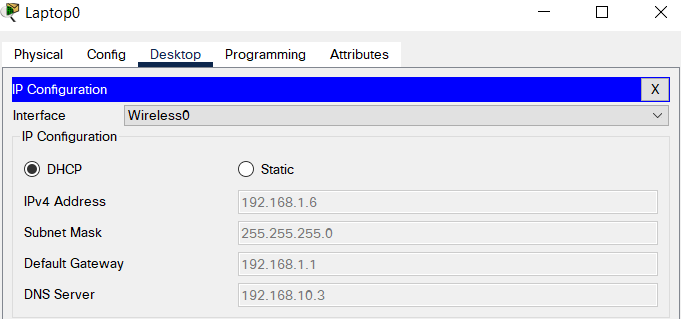 Laptop0
Physical Config Desktop Programming Attributes
IP Configuration X
Interface Wireless0
IP Configuration
DHCP Static
IPv4 Address 192.168.1.6
Subnet Mask 255.255.255.0
Default Gateway 192.168.1.1
DNS Server 192.168.10.3